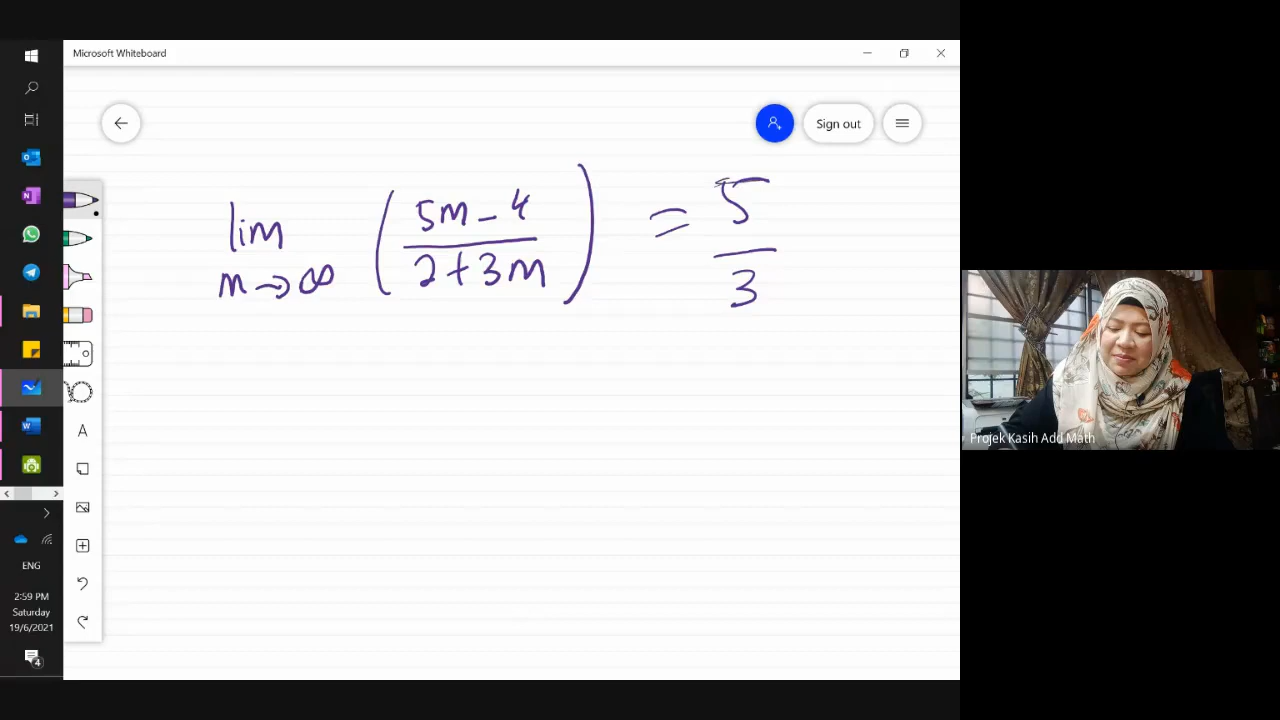 Microsoft Whiteboard
Sign out
lim m→∞ ( 5m - 4 / 2 + 3m ) = 5 / 3
Projek Kasih Add Math
A
ENG
2:59 PM
Saturday
19/6/2021
4